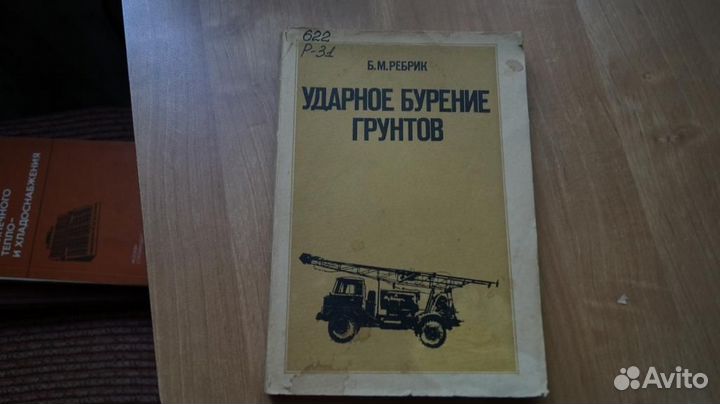 622
Р-31
Б.М.РЕБРИК
УДАРНОЕ БУРЕНИЕ
ГРУНТОВ
ТЕПЛО-
И ХЛАДОСНАБЖЕНИЯ
Avito